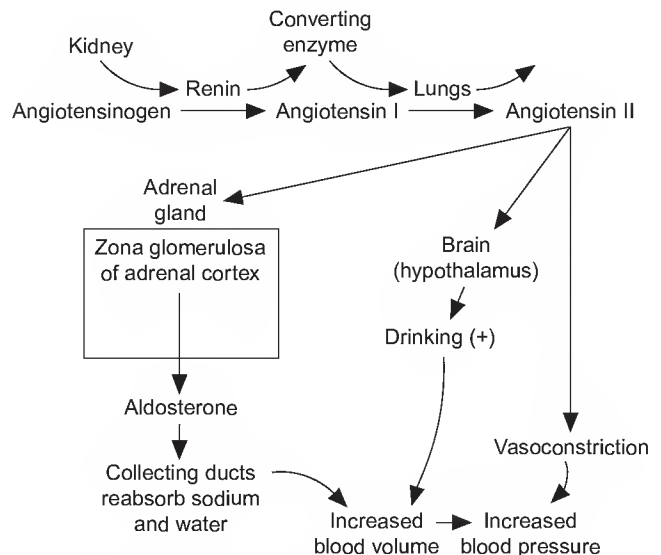 Converting
enzyme
Kidney
Renin
Lungs
Angiotensinogen
Angiotensin I
Angiotensin II
Adrenal
gland
Zona glomerulosa
of adrenal cortex
Brain
(hypothalamus)
Drinking (+)
Aldosterone
Vasoconstriction
Collecting ducts
reabsorb sodium
and water
Increased
blood volume
Increased
blood pressure